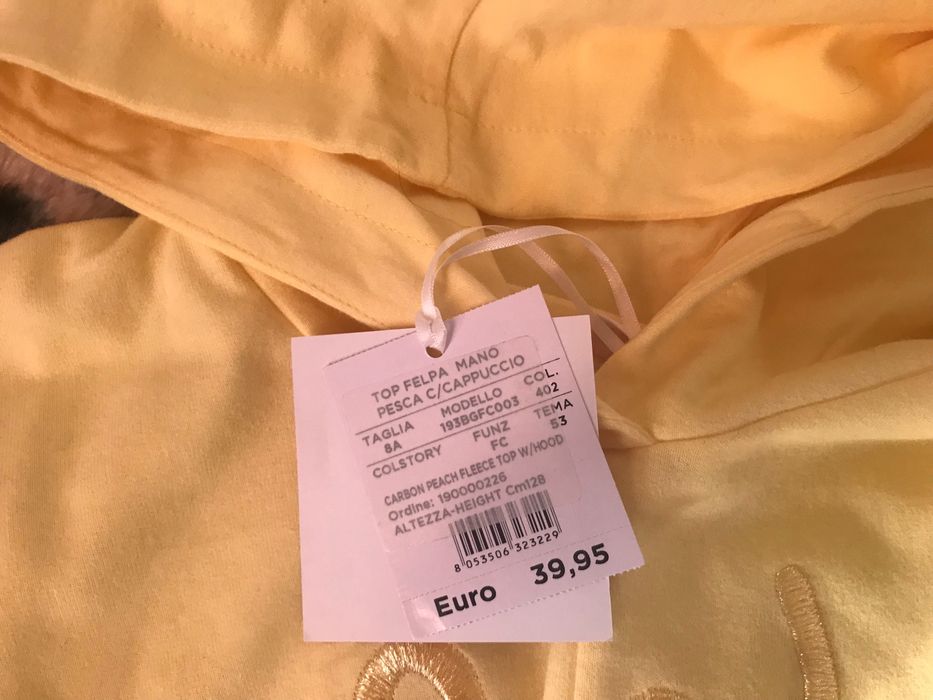 TOP FELPA MANO
PESCA C/CAPPUCCIO
TAGLIA MODELLO COL.
8A 193BGFC003 402
COLSTORY FUNZ TEMA
FC 53
CARBON PEACH FLEECE TOP W/HOOD
Ordine: 190000226
ALTEZZA-HEIGHT Cm128
8 053506 323229
Euro 39,95